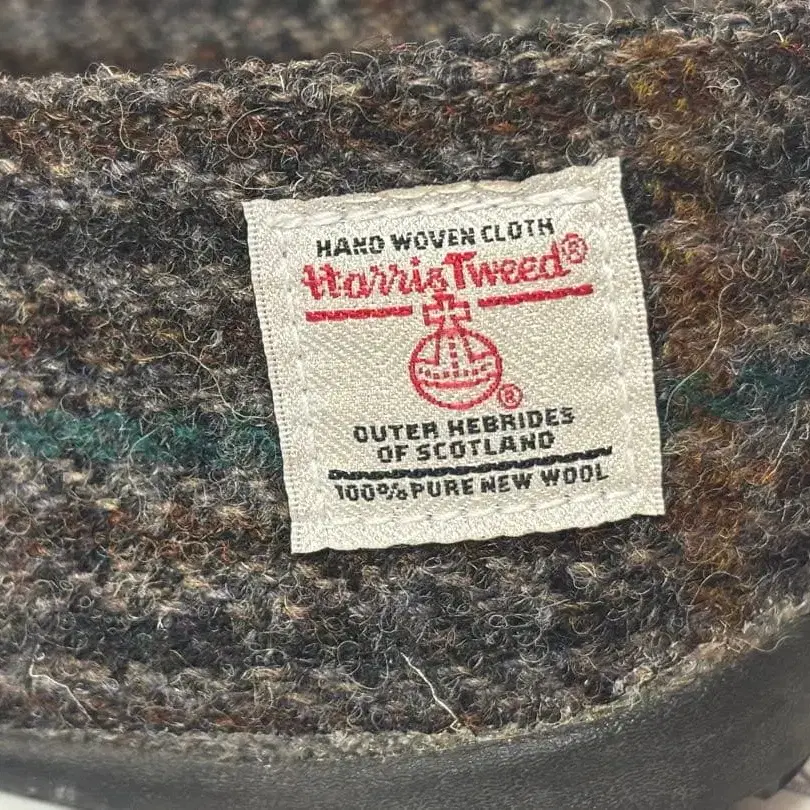 HAND WOVEN CLOTH
Harris Tweed®
®
OUTER HEBRIDES
OF SCOTLAND
100% PURE NEW WOOL